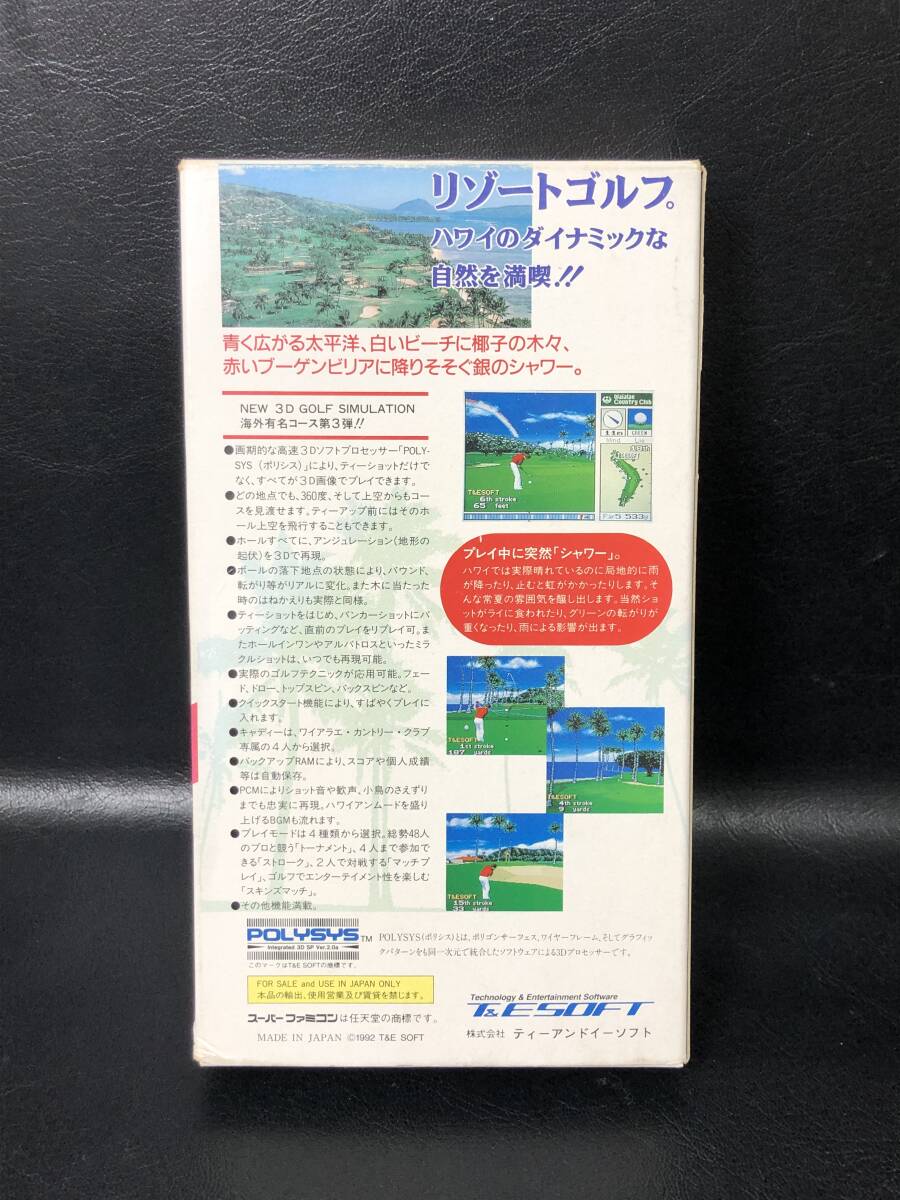 リゾートゴルフ。
ハワイのダイナミックな
自然を満喫!!
青く広がる太平洋、白いビーチに椰子の木々、
赤いブーゲンビリアに降りそそぐ銀のシャワー。
NEW 3D GOLF SIMULATION
海外有名コース第3弾!!
●画期的な高速3Dソフトプロセッサー「POLY-
SYS(ポリシス)」により、ティーショットだけで
なく、すべてが3D画像でプレイできます。
●どの地点でも、360度、そして上空からもコー
スを見渡せます。ティーアップ前にはそのホ
ール上空を飛行することもできます。
●ホールすべてに、アンジュレーション(地形の
起伏)を3Dで再現。
●ボールの落下地点の状態により、バウンド、
転がり等がリアルに変化。また木に当たった
時のはねかえりも実際と同様。
●ティーショットをはじめ、バンカーショットにパ
ッティングなど、直前のプレイをリプレイ可。ま
たホールインワンやアルバトロスといったミラ
クルショットは、いつでも再現可能。
●実際のゴルフテクニックが応用可能。フェー
ド、ドロー、トップスピン、バックスピンなど。
●クイックスタート機能により、すばやくプレイに
入れます。
●キャディーは、ワイアラエ・カントリー・クラブ
専属の4人から選択。
●バックアップRAMにより、スコアや個人成績
等は自動保存。
●PCMによりショット音や歓声、小鳥のさえずり
までも忠実に再現。ハワイアンムードを盛り
上げるBGMも流れます。
●プレイモードは4種類から選択。総勢48人
のプロと競う「トーナメント」、4人まで参加で
きる「ストローク」、2人で対戦する「マッチプ
レイ」、ゴルフでエンターテイメント性を楽しむ
「スキンズマッチ」。
●その他機能満載。
Waialae
Country Club
11m
GREEN
Wind
Lie
18th
T&ESOFT
Par5 533y
T&ESOFT
6th stroke
65 feet
プレイ中に突然「シャワー」。
ハワイでは実際晴れているのに局地的に雨
が降ったり、止むと虹がかかったりします。そ
んな常夏の雰囲気を醸し出します。当然ショ
ットがライに食われたり、グリーンの転がりが
重くなったり、雨による影響が出ます。
T&ESOFT
1st stroke
187 yards
T&ESOFT
4th stroke
9 yards
T&ESOFT
15th stroke
33 yards
POLYSYS TM
Integrated 3D SP Ver.2.0a
このマークはT&E SOFTの商標です。
POLYSYS(ポリシス)とは、ポリゴンサーフェス、ワイヤーフレーム、そしてグラフィッ
クパターンをも同一次元で統合したソフトウェアによる3Dプロセッサーです。
FOR SALE and USE IN JAPAN ONLY
本品の輸出、使用営業及び賃貸を禁じます。
スーパーファミコンは任天堂の商標です。
MADE IN JAPAN ©1992 T&E SOFT
Technology & Entertainment Software
T&ESOFT
株式会社 ティーアンドイーソフト